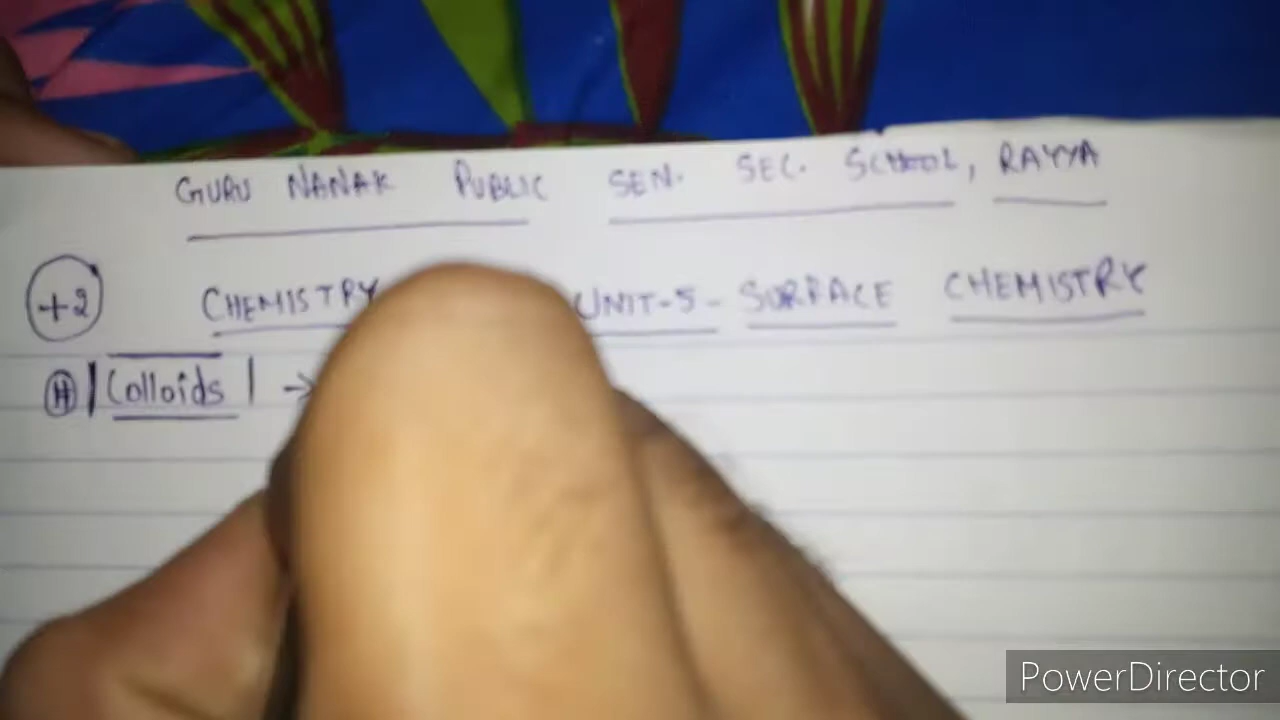 GURU NANAK PUBLIC SEN. SEC. SCHOOL, RAYYA
+2 CHEMISTRY UNIT-5- SURFACE CHEMISTRY
H Colloids →
PowerDirector